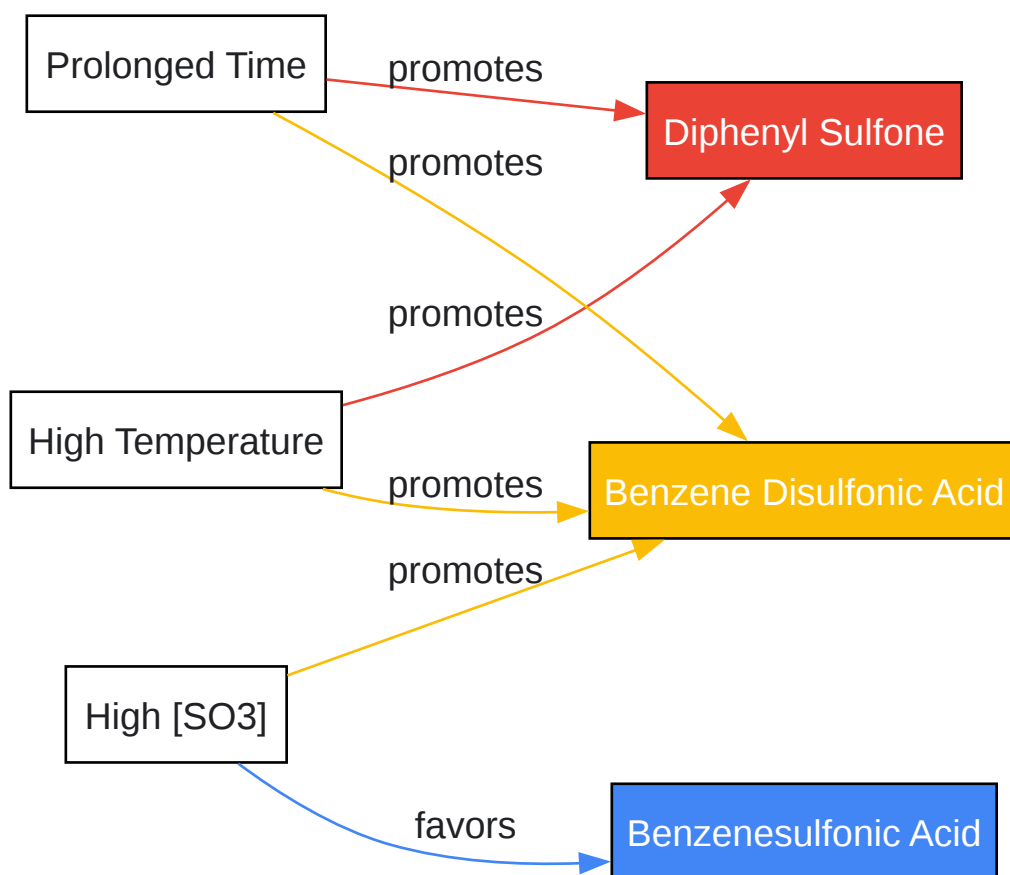 Prolonged Time
promotes
Diphenyl Sulfone
promotes
promotes
High Temperature
promotes
Benzene Disulfonic Acid
promotes
High [SO3]
favors
Benzenesulfonic Acid